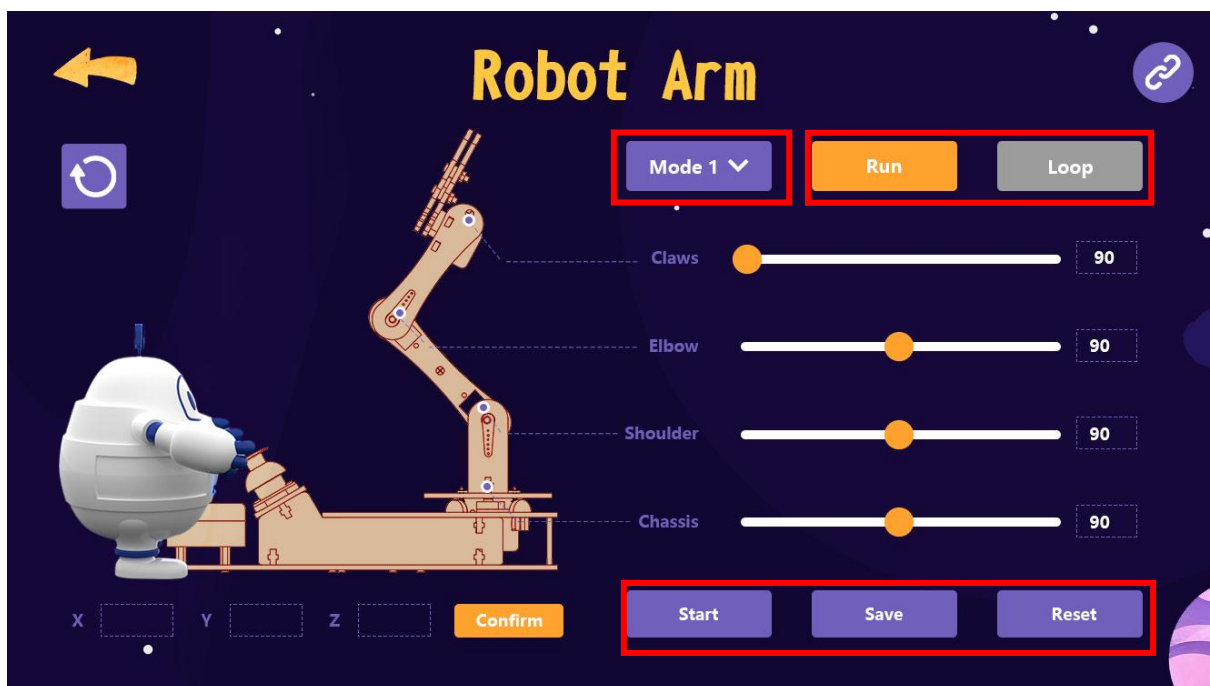 Robot Arm
Mode 1
Run
Loop
Claws
90
Elbow
90
Shoulder
90
Chassis
90
X
Y
Z
Confirm
Start
Save
Reset